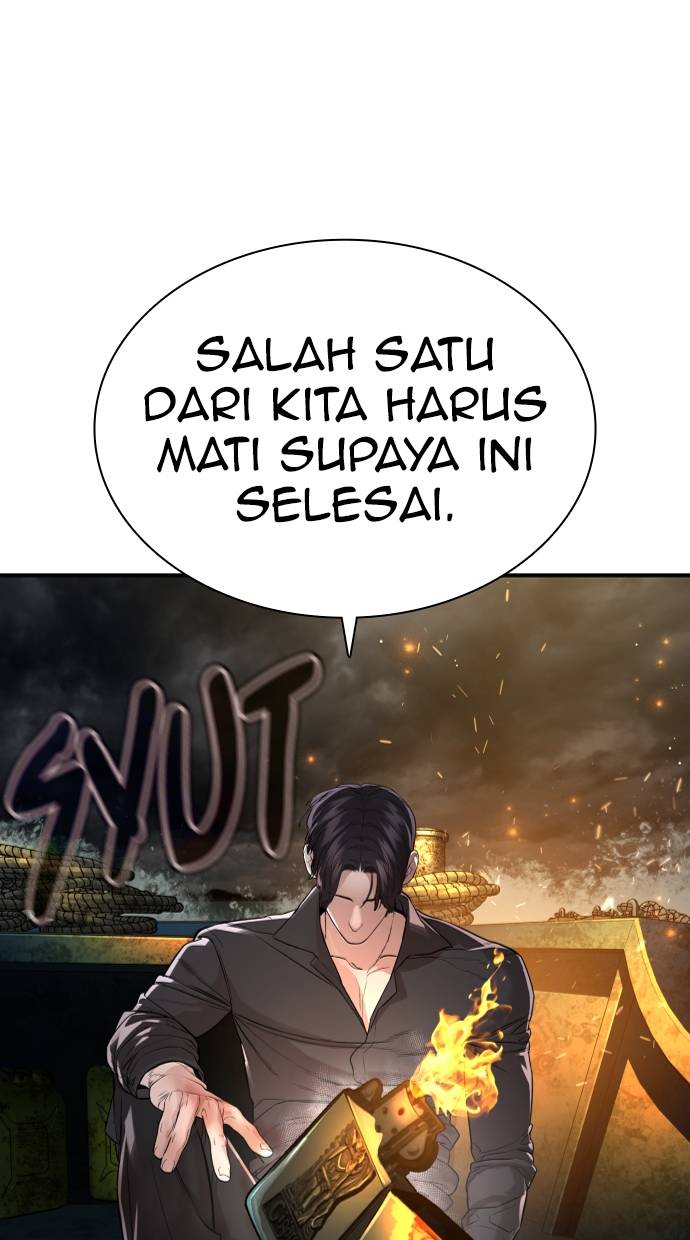 SALAH SATU
DARI KITA HARUS
MATI SUPAYA INI
SELESAI.
SYUT